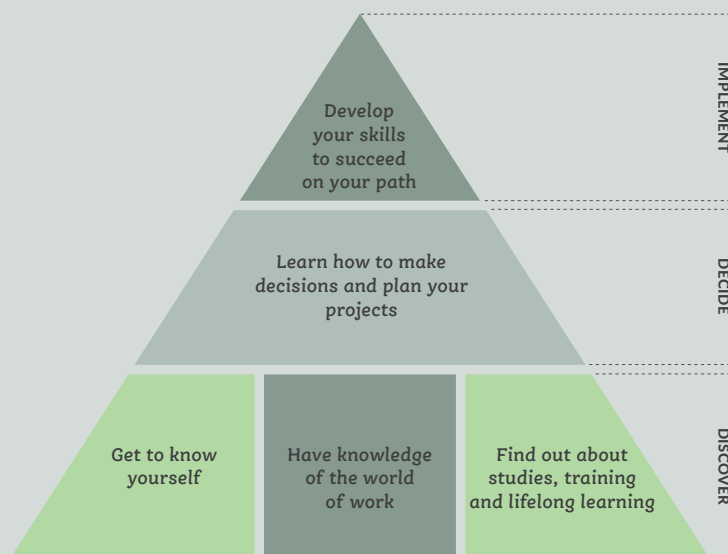 Develop
your skills
to succeed
on your path
IMPLEMENT
Learn how to make
decisions and plan your
projects
DECIDE
Get to know
yourself
Have knowledge
of the world
of work
Find out about
studies, training
and lifelong learning
DISCOVER